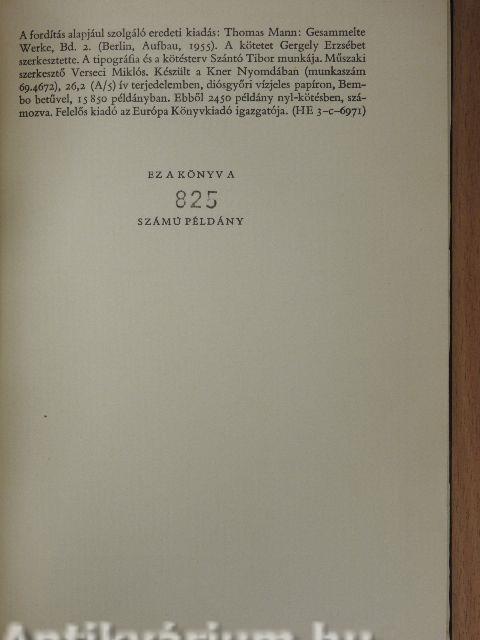 A fordítás alapjául szolgáló eredeti kiadás: Thomas Mann: Gesammelte
Werke, Bd. 2. (Berlin, Aufbau, 1955). A kötetet Gergely Erzsébet
szerkesztette. A tipográfia és a kötésterv Szántó Tibor munkája. Műszaki
szerkesztő Verseci Miklós. Készült a Kner Nyomdában (munkaszám
69.4672), 26,2 (A/5) ív terjedelemben, diósgyőri vízjeles papíron, Bem-
bo betűvel, 15 850 példányban. Ebből 2450 példány nyl-kötésben, szá-
mozva. Felelős kiadó az Európa Könyvkiadó igazgatója. (HE 3-c-6971)
EZ A KÖNYV A
825
SZÁMÚ PÉLDÁNY
Antikvárium.hu